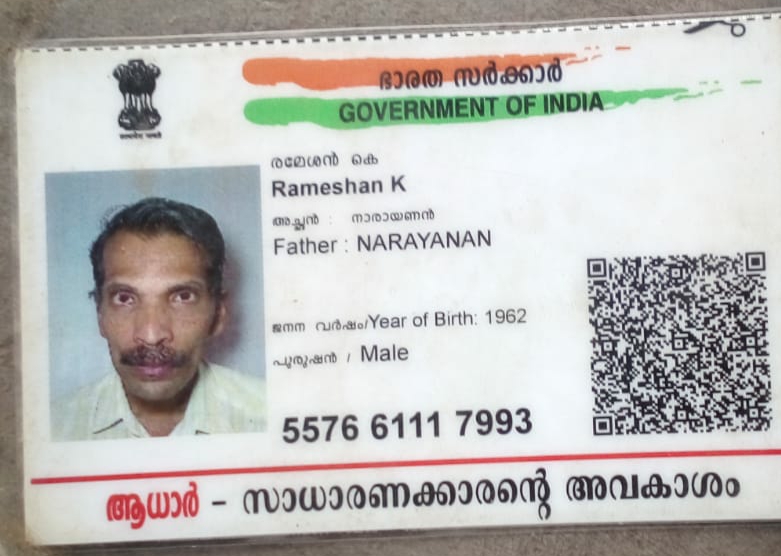 ഭാരത സർക്കാർ
GOVERNMENT OF INDIA
രമേശൻ കെ
Rameshan K
അച്ഛൻ : നാരായണൻ
Father : NARAYANAN
ജനന വർഷം/Year of Birth: 1962
പുരുഷൻ / Male
5576 6111 7993
ആധാർ - സാധാരണക്കാരന്റെ അവകാശം